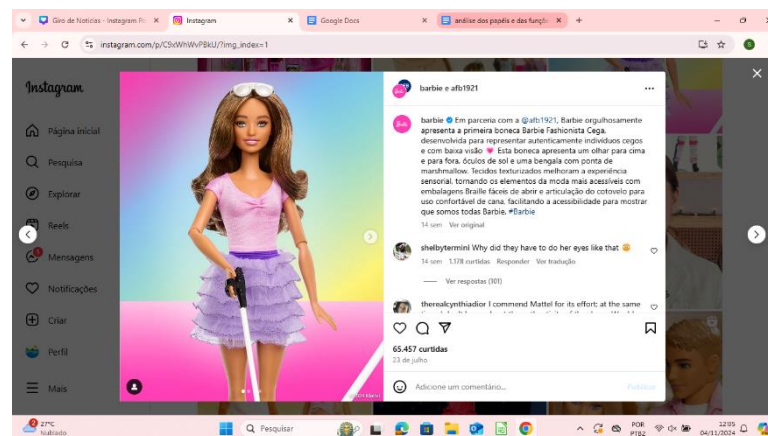 Giro de Notícias - Instagram
Instagram
Google Docs
análise dos papéis e das funçõ
instagram.com/p/C9xWhWvPBkU/?img_index=1
Instagram
Página inicial
Pesquisa
Explorar
Reels
Mensagens
Notificações
Criar
Perfil
Mais
barbie e afb1921
barbie Em parceria com a @afb1921, Barbie orgulhosamente
apresenta a primeira boneca Barbie Fashionista Cega,
desenvolvida para representar autenticamente indivíduos cegos
e com baixa visão 💗 Esta boneca apresenta um olhar para cima
e para fora, óculos de sol e uma bengala com ponta de
marshmallow. Tecidos texturizados melhoram a experiência
sensorial, tornando os elementos da moda mais acessíveis com
embalagens Braille fáceis de abrir e articulação do cotovelo para
uso confortável de cana, facilitando a acessibilidade para mostrar
que somos todas Barbie. #Barbie
14 sem Ver original
shelbytermini Why did they have to do her eyes like that
14 sem 1.178 curtidas Responder Ver tradução
Ver respostas (101)
therealcynthiadior I commend Mattel for its effort; at the same
65.457 curtidas
23 de julho
Adicione um comentário...
Publicar
27°C
Nublado
Pesquisar
POR
PTB2
12:05
04/11/2024